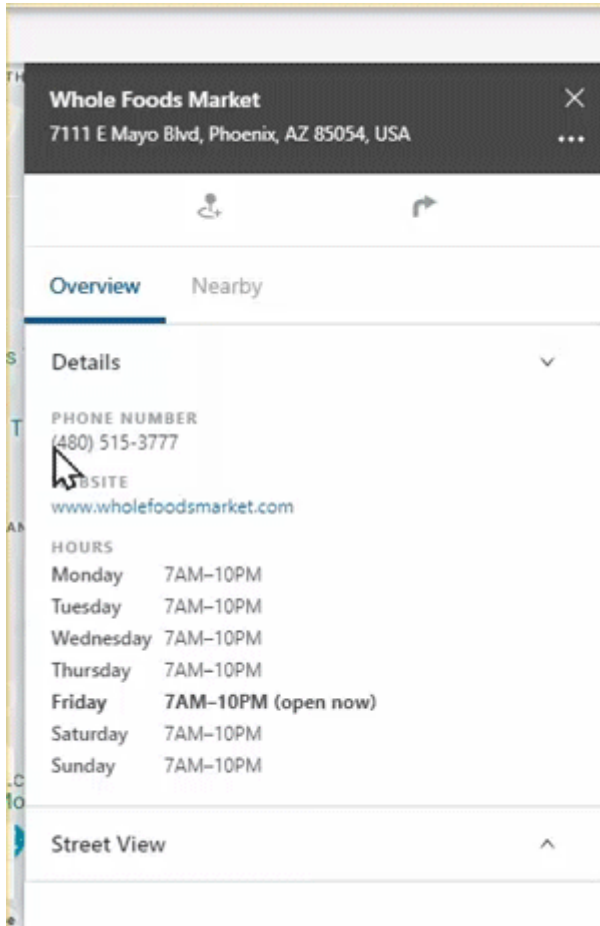 Whole Foods Market
7111 E Mayo Blvd, Phoenix, AZ 85054, USA
Overview Nearby
Details
PHONE NUMBER
(480) 515-3777
WEBSITE
www.wholefoodsmarket.com
HOURS
Monday 7AM–10PM
Tuesday 7AM–10PM
Wednesday 7AM–10PM
Thursday 7AM–10PM
Friday 7AM–10PM (open now)
Saturday 7AM–10PM
Sunday 7AM–10PM
Street View